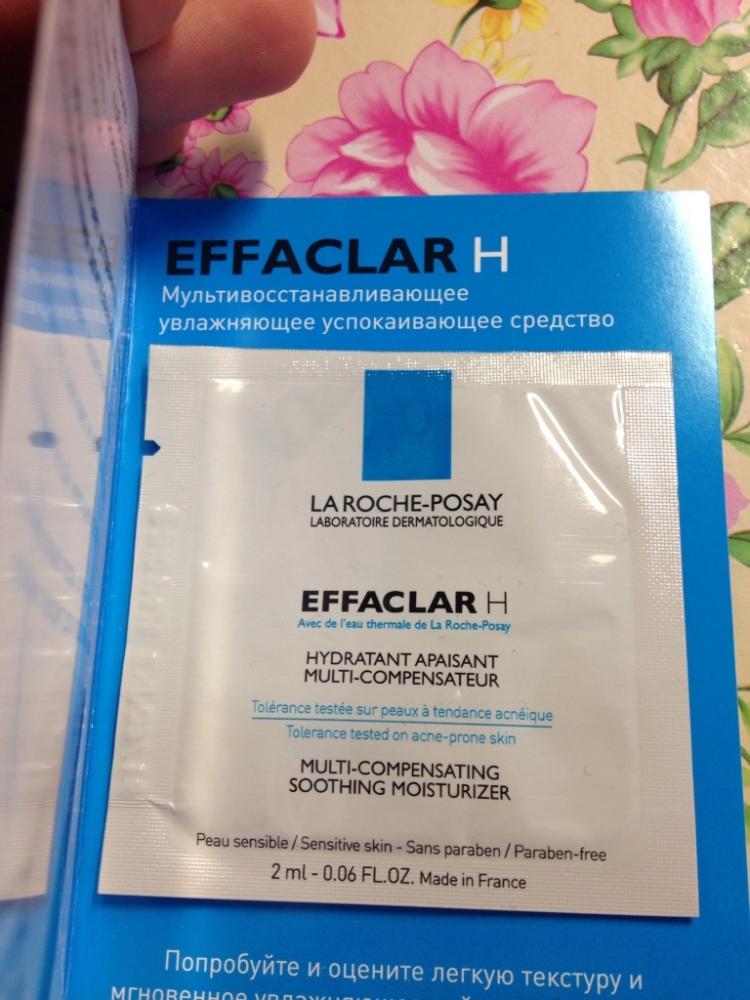 EFFACLAR H
Мультивосстанавливающее
увлажняющее успокаивающее средство
LA ROCHE-POSAY
LABORATOIRE DERMATOLOGIQUE
EFFACLAR H
Avec de l'eau thermale de La Roche-Posay
HYDRATANT APAISANT
MULTI-COMPENSATEUR
Tolérance testée sur peaux à tendance acnéique
Tolerance tested on acne-prone skin
MULTI-COMPENSATING
SOOTHING MOISTURIZER
Peau sensible / Sensitive skin - Sans paraben / Paraben-free
2 ml - 0.06 FL.OZ. Made in France
Попробуйте и оцените легкую текстуру и
мгновенное